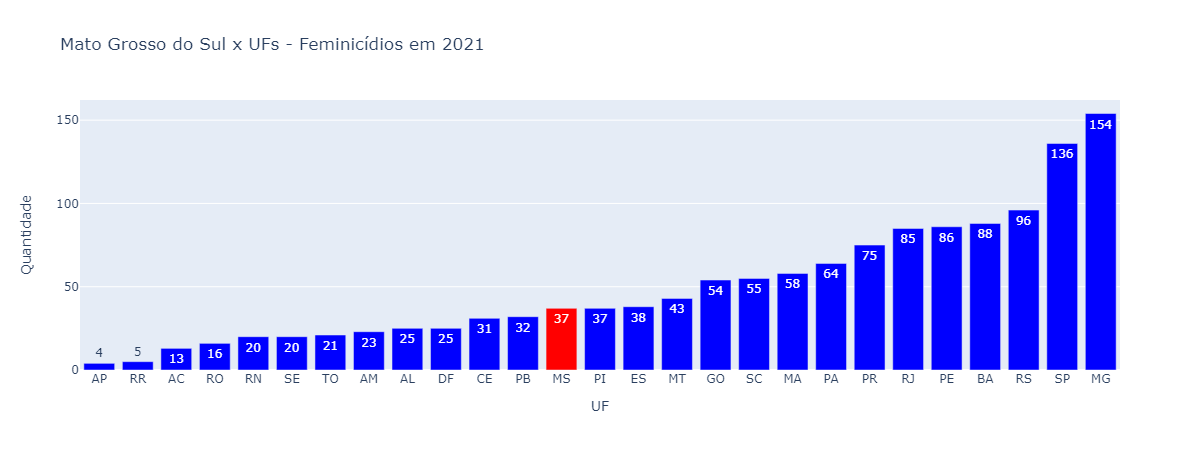 Mato Grosso do Sul x UFs - Feminicídios em 2021
Quantidade
150
100
50
0
4 5 13 16 20 20 21 23 25 25 31 32 37 37 38 43 54 55 58 64 75 85 86 88 96 136 154
AP RR AC RO RN SE TO AM AL DF CE PB MS PI ES MT GO SC MA PA PR RJ PE BA RS SP MG
UF